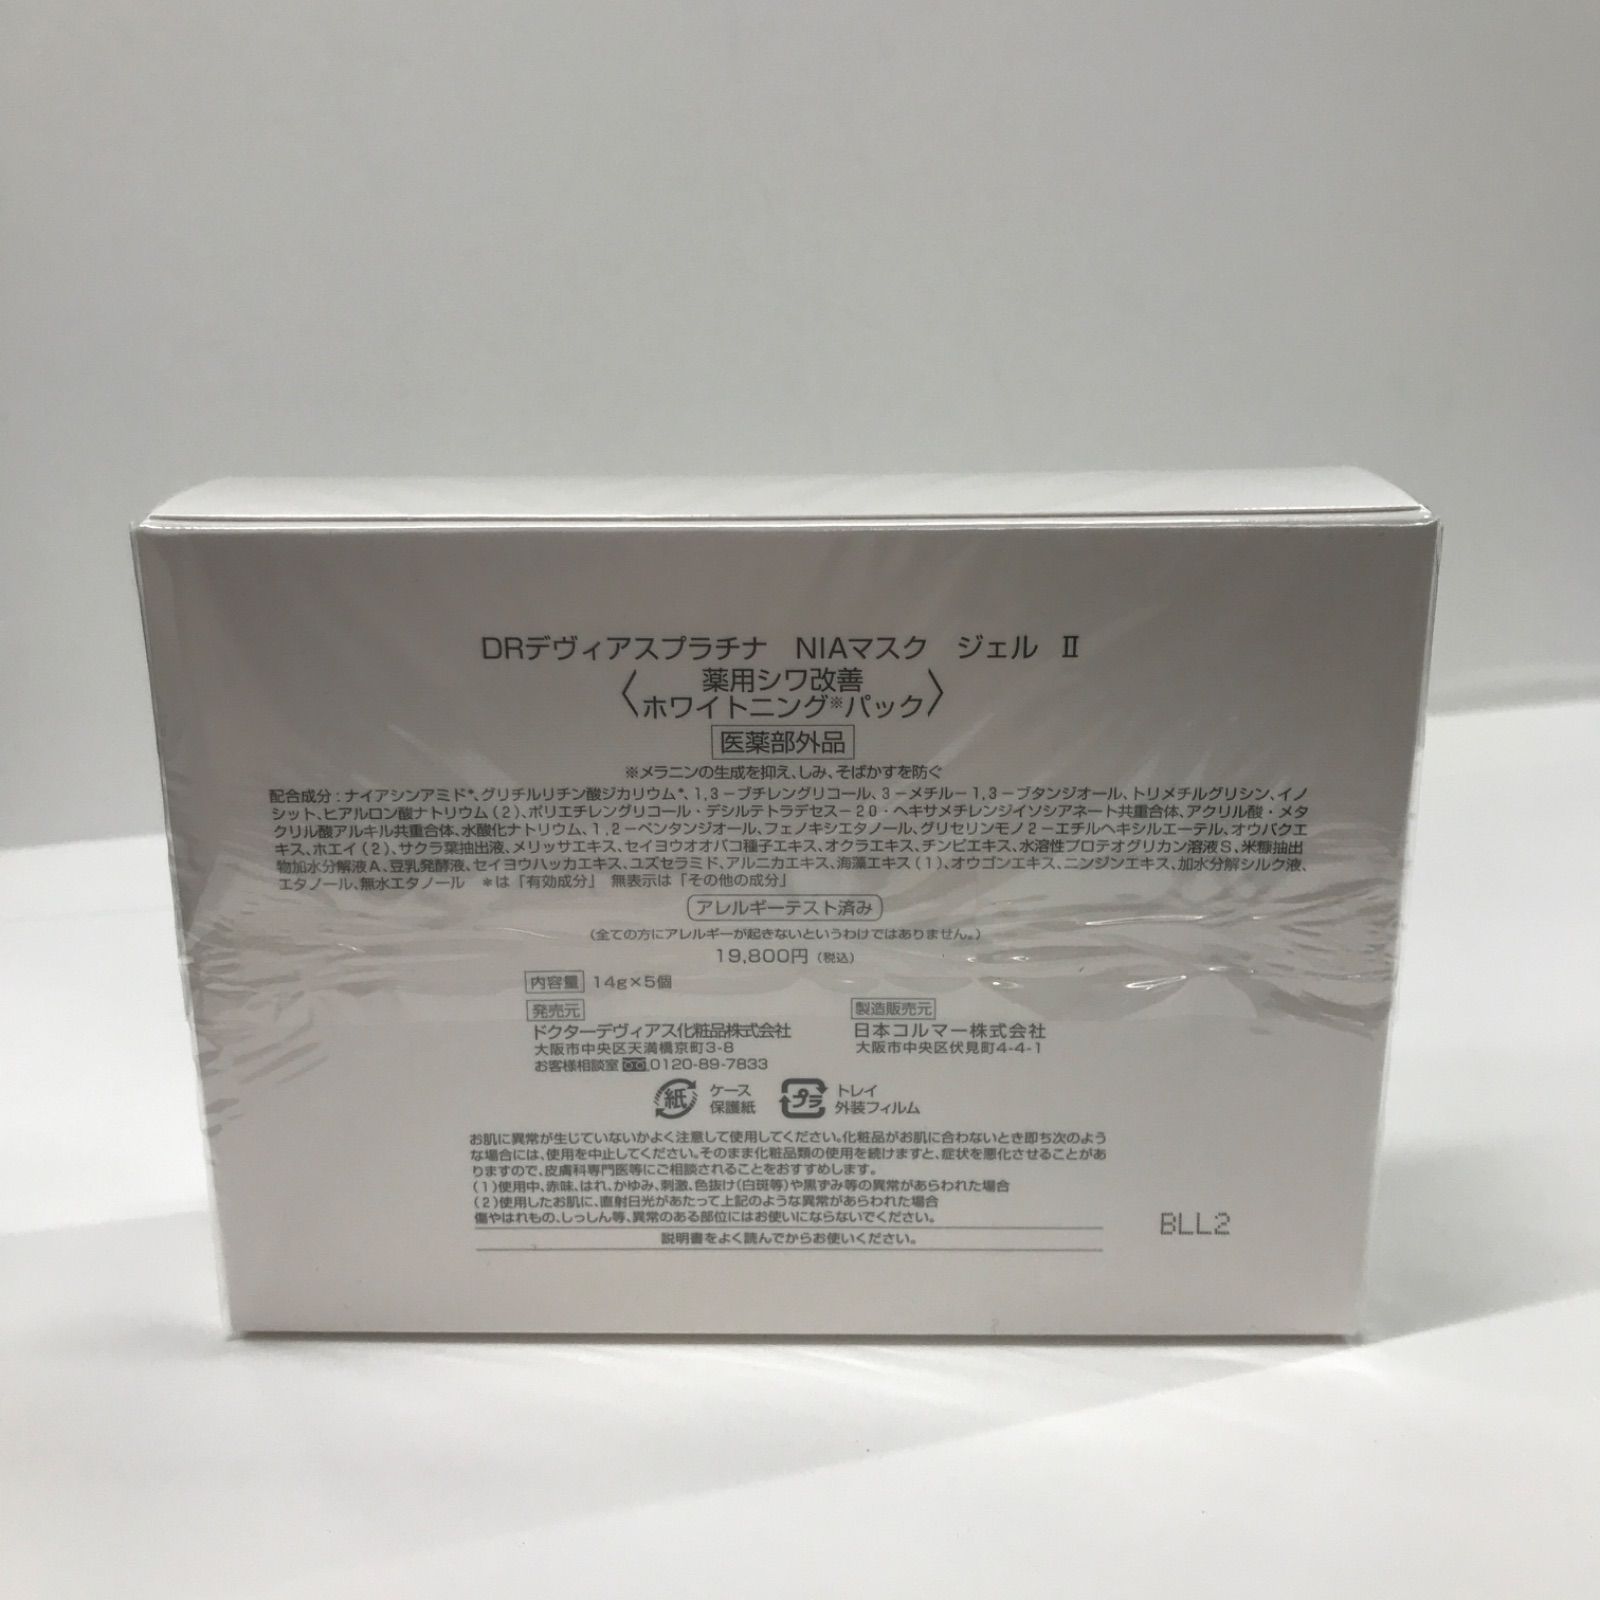 DRデヴィアスプラチナ NIAマスク ジェル Ⅱ
〈薬用シワ改善
ホワイトニング※パック〉
医薬部外品
※メラニンの生成を抑え、しみ、そばかすを防ぐ
配合成分：ナイアシンアミド*、グリチルリチン酸ジカリウム*、1,3－ブチレングリコール、3－メチル－1,3－ブタンジオール、トリメチルグリシン、イノ
シット、ヒアルロン酸ナトリウム(2)、ポリエチレングリコール・デシルテトラデセス－20・ヘキサメチレンジイソシアネート共重合体、アクリル酸・メタ
クリル酸アルキル共重合体、水酸化ナトリウム、1,2－ペンタンジオール、フェノキシエタノール、グリセリンモノ2－エチルヘキシルエーテル、オウバクエ
キス、ホエイ(2)、サクラ葉抽出液、メリッサエキス、セイヨウオオバコ種子エキス、オクラエキス、チンピエキス、水溶性プロテオグリカン溶液S、米糠抽出
物加水分解液A、豆乳発酵液、セイヨウハッカエキス、ユズセラミド、アルニカエキス、海藻エキス(1)、オウゴンエキス、ニンジンエキス、加水分解シルク液、
エタノール、無水エタノール *は「有効成分」 無表示は「その他の成分」
アレルギーテスト済み
(全ての方にアレルギーが起きないというわけではありません。)
19,800円(税込)
内容量 14g×5個
発売元
ドクターデヴィアス化粧品株式会社
大阪市中央区天満橋京町3-8
お客様相談室 0120-89-7833
製造販売元
日本コルマー株式会社
大阪市中央区伏見町4-4-1
紙 ケース
保護紙
プラ トレイ
外装フィルム
お肌に異常が生じていないかよく注意して使用してください。化粧品がお肌に合わないとき即ち次のよう
な場合には、使用を中止してください。そのまま化粧品類の使用を続けますと、症状を悪化させることがあ
りますので、皮膚科専門医等にご相談されることをおすすめします。
(1)使用中、赤味、はれ、かゆみ、刺激、色抜け(白斑等)や黒ずみ等の異常があらわれた場合
(2)使用したお肌に、直射日光があたって上記のような異常があらわれた場合
傷やはれもの、しっしん等、異常のある部位にはお使いにならないでください。
説明書をよく読んでからお使いください。
BLL2